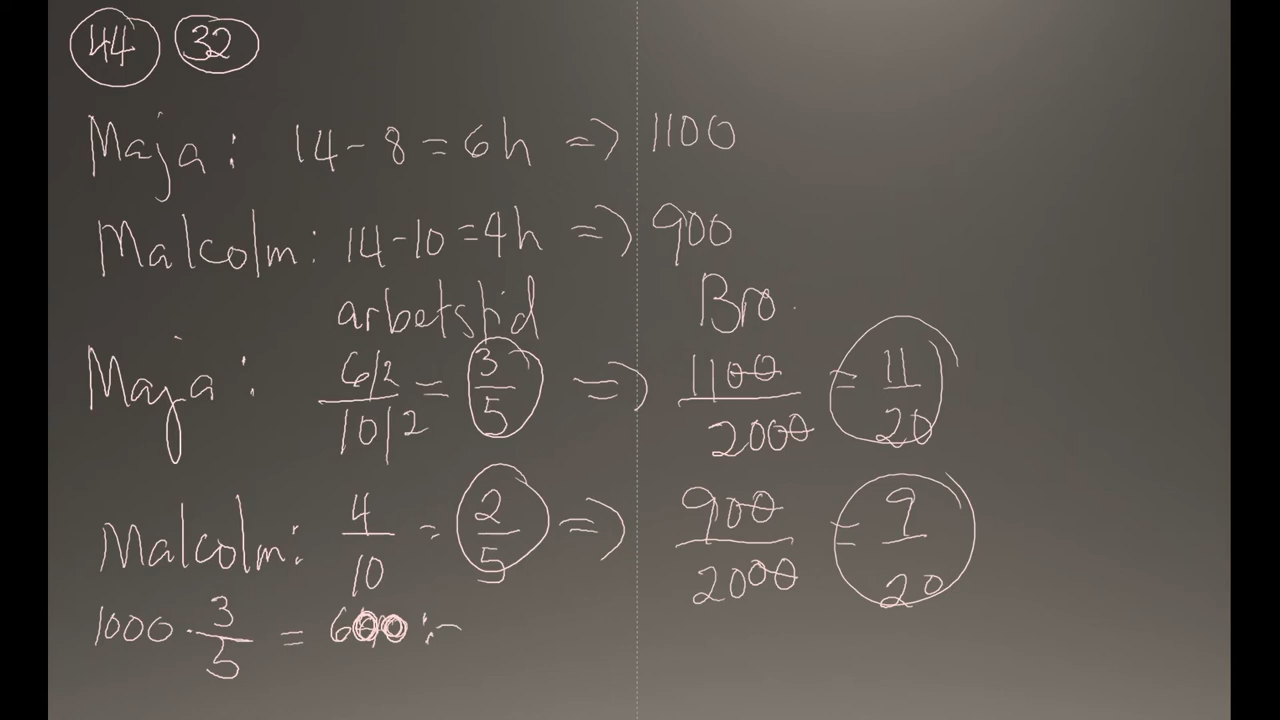 44 32
Maja: 14-8=6h => 1100
Malcolm: 14-10=4h => 900
arbetstid Bro.
Maja: 6/2 / 10/2 = 3/5 => 1100/2000 = 11/20
Malcolm: 4/10 = 2/5 => 900/2000 = 9/20
1000 · 3/5 = 600 :-